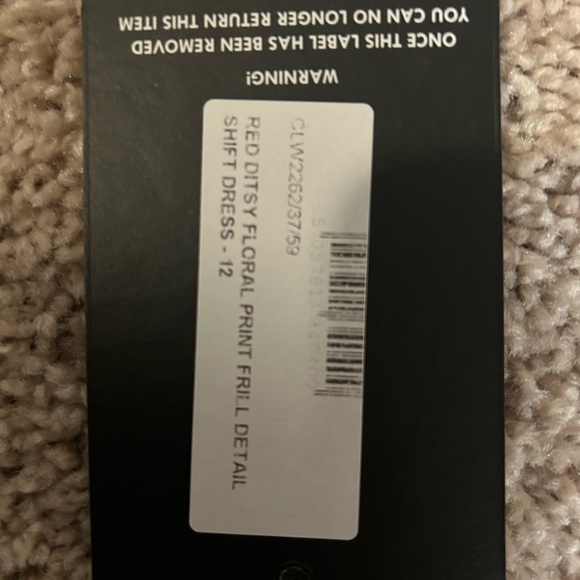 WARNING!
ONCE THIS LABEL HAS BEEN REMOVED
YOU CAN NO LONGER RETURN THIS ITEM
CLW2262/37/59
RED DITSY FLORAL PRINT FRILL DETAIL
SHIFT DRESS - 12